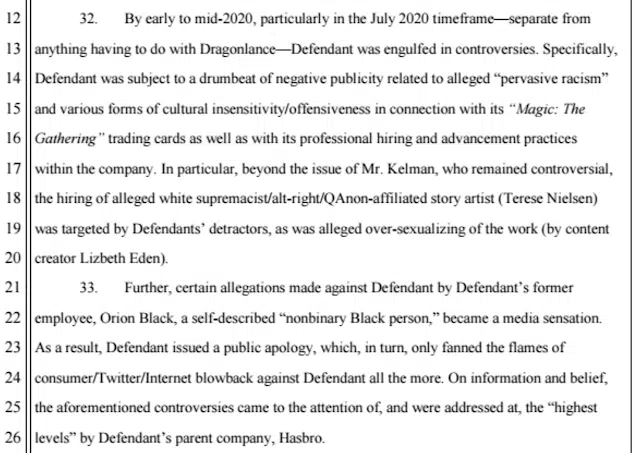 12 32. By early to mid-2020, particularly in the July 2020 timeframe—separate from
13 anything having to do with Dragonlance—Defendant was engulfed in controversies. Specifically,
14 Defendant was subject to a drumbeat of negative publicity related to alleged “pervasive racism”
15 and various forms of cultural insensitivity/offensiveness in connection with its “Magic: The
16 Gathering” trading cards as well as with its professional hiring and advancement practices
17 within the company. In particular, beyond the issue of Mr. Kelman, who remained controversial,
18 the hiring of alleged white supremacist/alt-right/QAnon-affiliated story artist (Terese Nielsen)
19 was targeted by Defendants’ detractors, as was alleged over-sexualizing of the work (by content
20 creator Lizbeth Eden).
21 33. Further, certain allegations made against Defendant by Defendant’s former
22 employee, Orion Black, a self-described “nonbinary Black person,” became a media sensation.
23 As a result, Defendant issued a public apology, which, in turn, only fanned the flames of
24 consumer/Twitter/Internet blowback against Defendant all the more. On information and belief,
25 the aforementioned controversies came to the attention of, and were addressed at, the “highest
26 levels” by Defendant’s parent company, Hasbro.